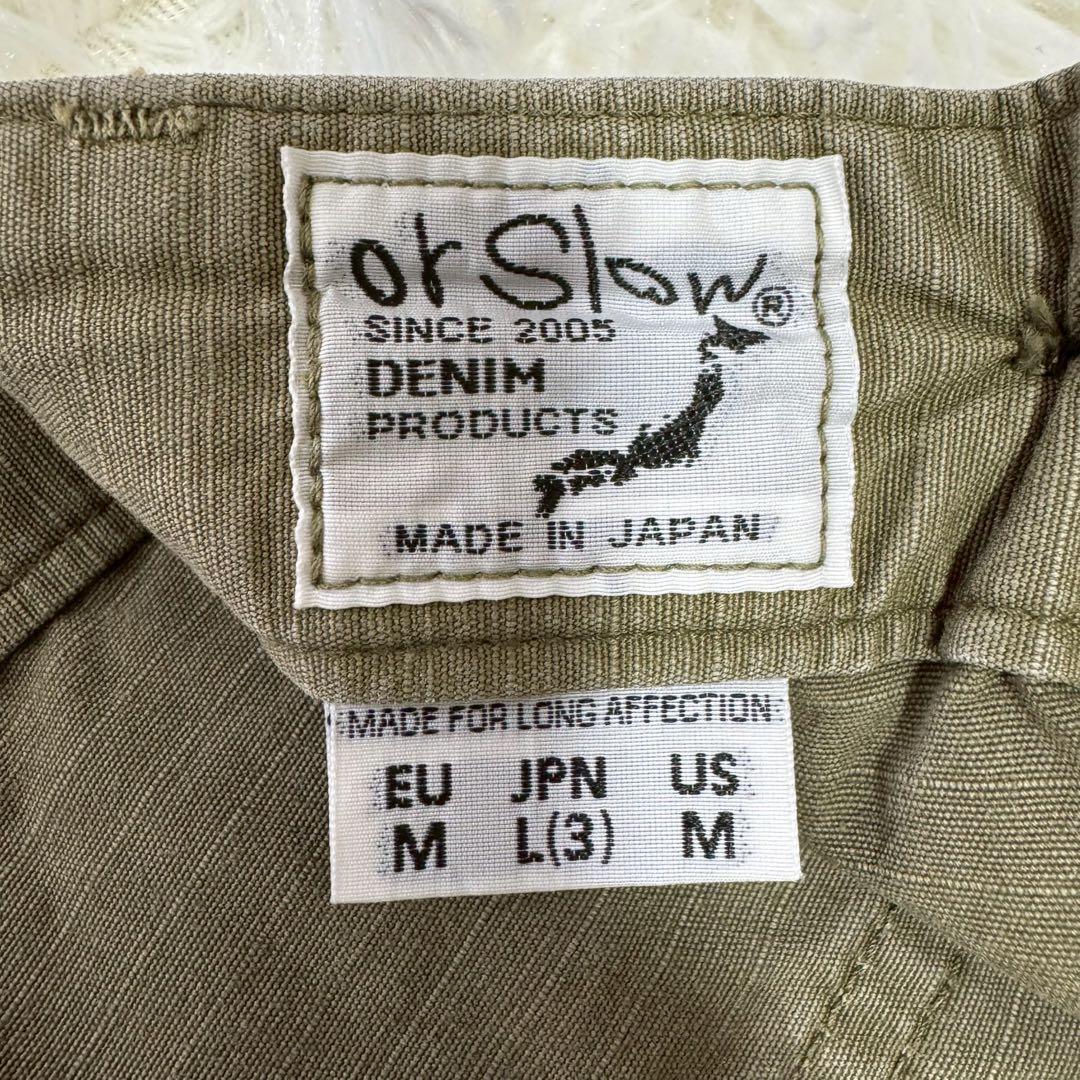 orSlow®
SINCE 2005
DENIM
PRODUCTS
MADE IN JAPAN
MADE FOR LONG AFFECTION
EU JPN US
M L(3) M